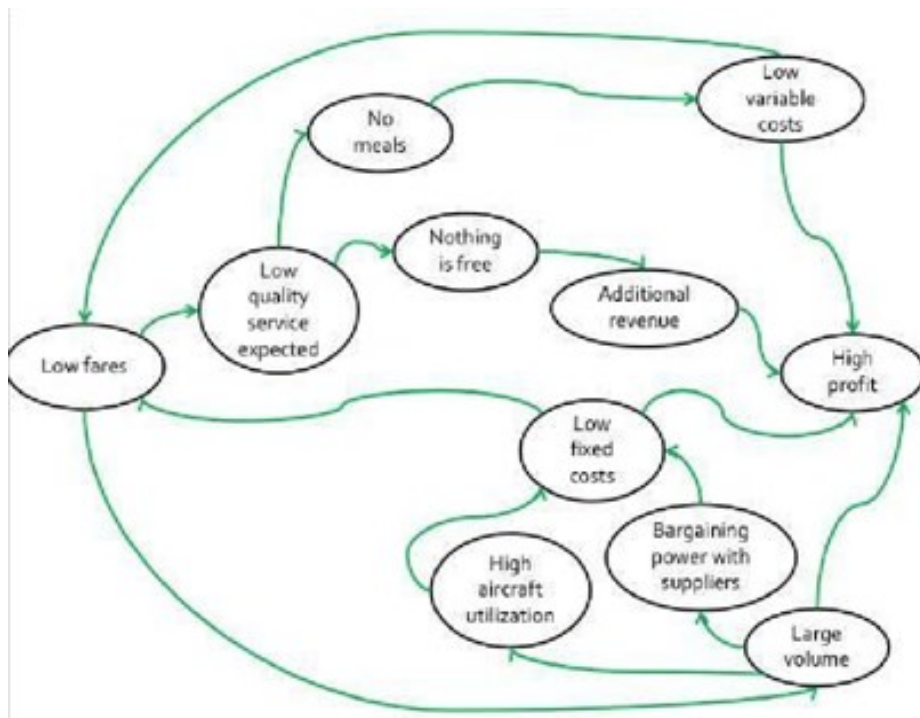 Low
variable
costs
No
meals
Nothing
is free
Low
quality
service
expected
Additional
revenue
Low fares
High
profit
Low
fixed
costs
Bargaining
power with
suppliers
High
aircraft
utilization
Large
volume